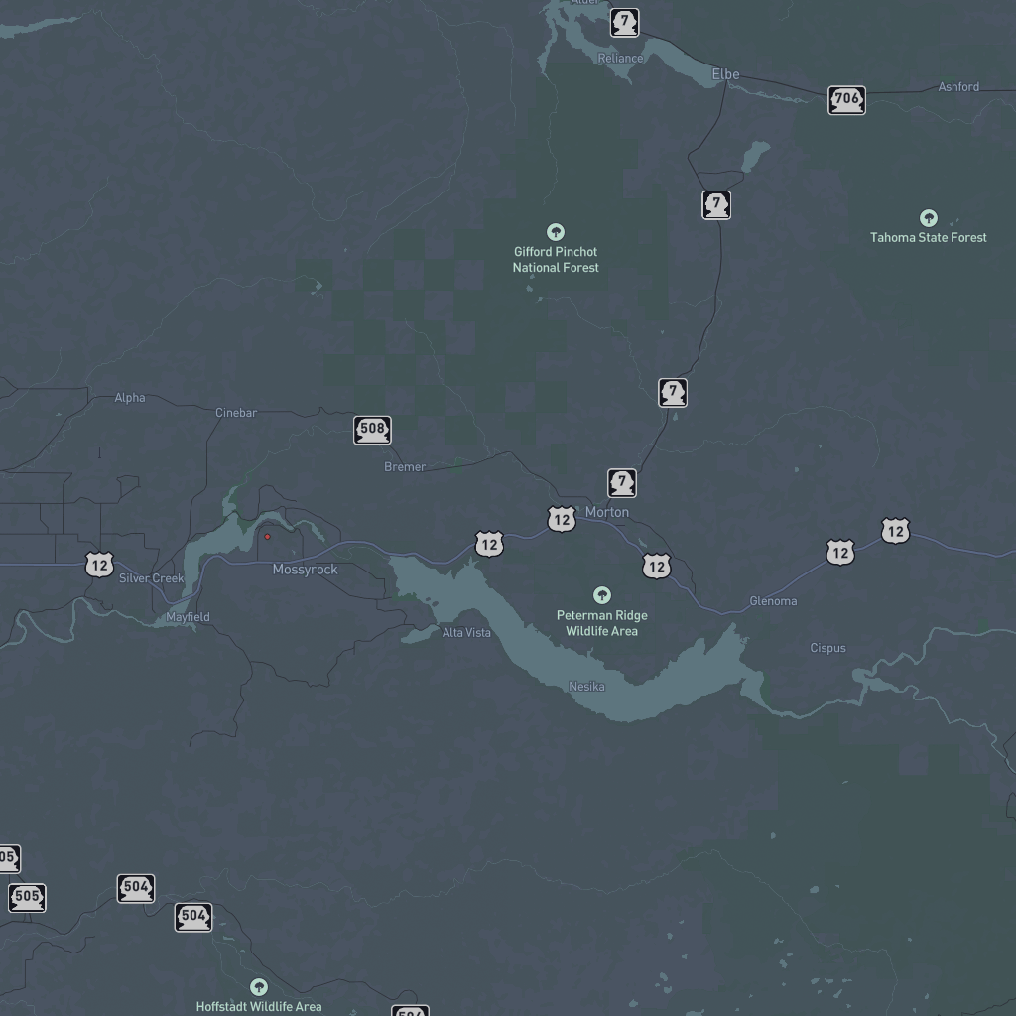 Alder
7
Reliance
Elbe
706
Ashford
7
Tahoma State Forest
Gifford Pinchot
National Forest
7
Alpha
Cinebar
508
Bremer
7
Morton
12
12
12
12
12
12
Silver Creek
Mossyrock
Mayfield
Peterman Ridge
Wildlife Area
Glenoma
Alta Vista
Cispus
Nesika
05
505
504
504
Hoffstadt Wildlife Area